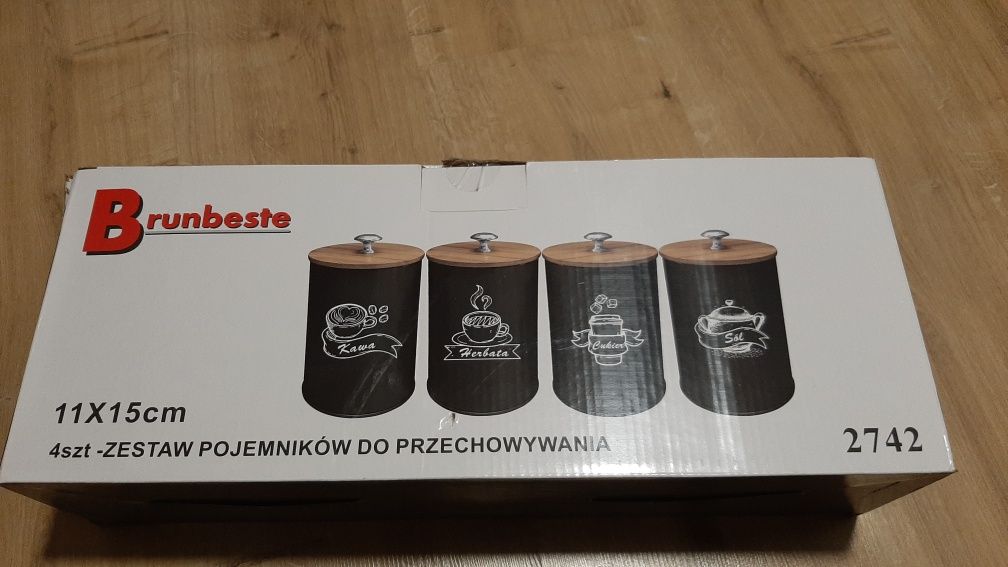 Brunbeste
Kawa
Herbata
Cukier
Sól
11X15cm
4szt -ZESTAW POJEMNIKÓW DO PRZECHOWYWANIA
2742